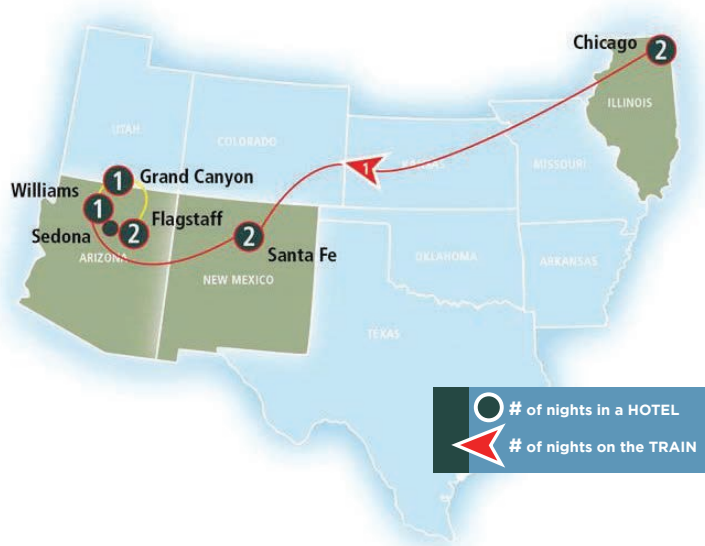 Chicago 2
ILLINOIS
UTAH
COLORADO
1
KANSAS
MISSOURI
1 Grand Canyon
Williams
1
Flagstaff
Sedona
2
2
Santa Fe
ARIZONA
NEW MEXICO
OKLAHOMA
ARKANSAS
TEXAS
# of nights in a HOTEL
# of nights on the TRAIN